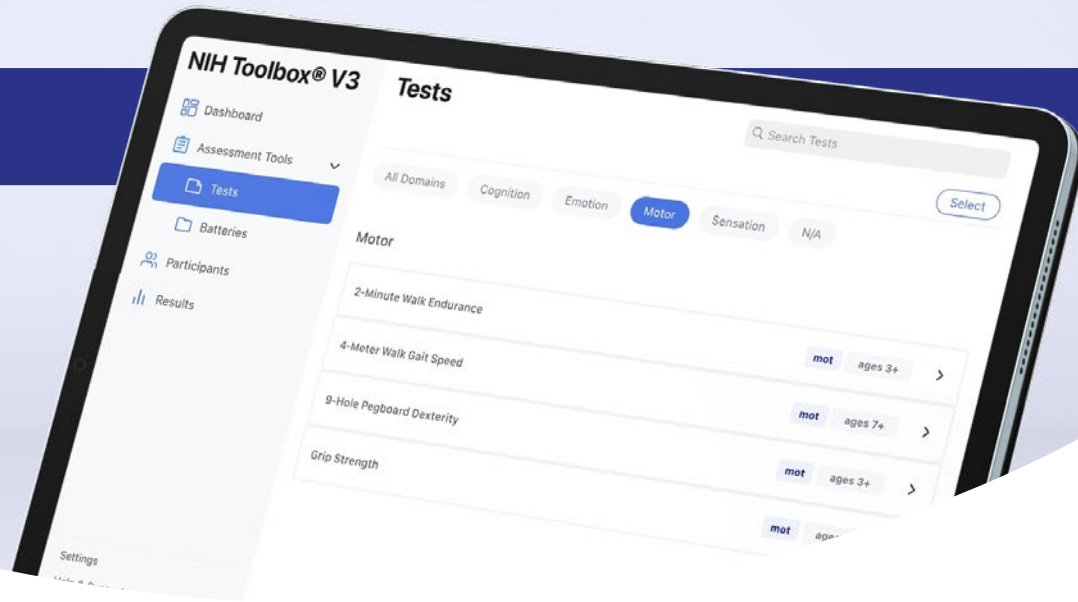 NIH Toolbox® V3
Dashboard
Assessment Tools
Tests
Batteries
Participants
Results
Settings
Tests
Search Tests
Select
All Domains
Cognition
Emotion
Motor
Sensation
N/A
Motor
2-Minute Walk Endurance
mot
ages 3+
4-Meter Walk Gait Speed
mot
ages 7+
9-Hole Pegboard Dexterity
mot
ages 3+
Grip Strength
mot